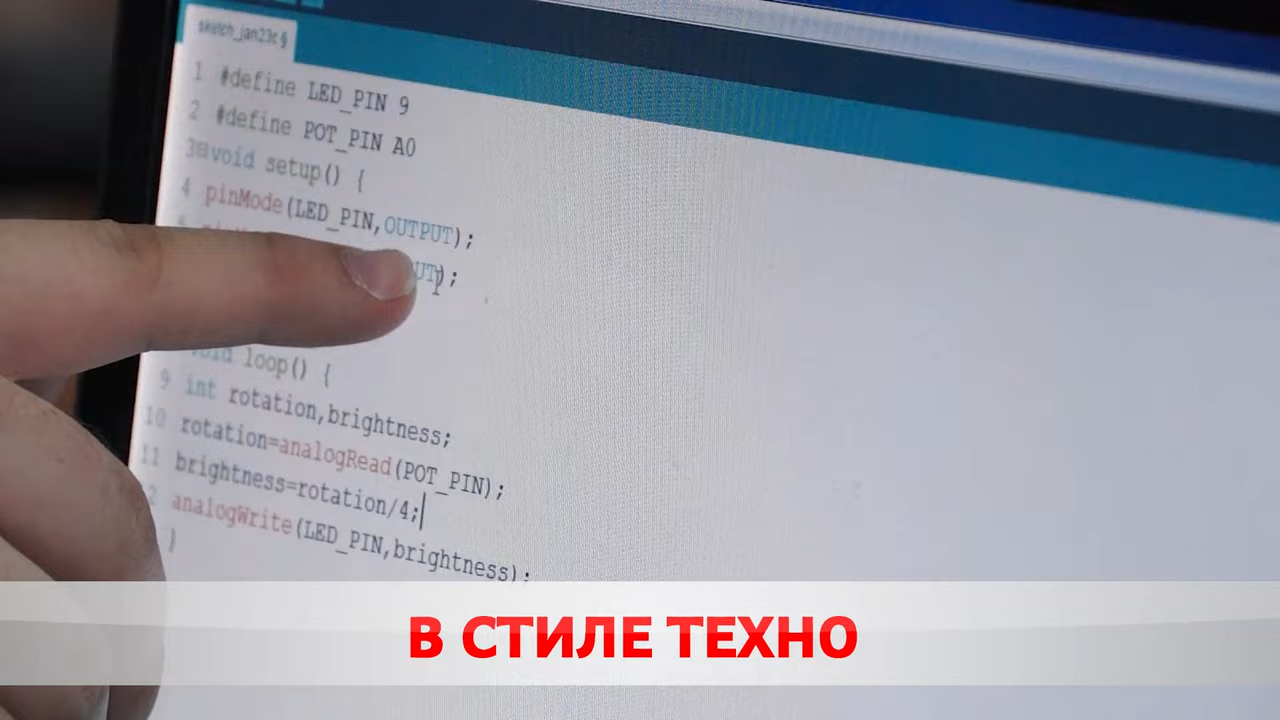 sketch_jan23c §
1 #define LED_PIN 9
2 #define POT_PIN A0
3 void setup() {
4 pinMode(LED_PIN,OUTPUT);
);
loop() {
9 int rotation,brightness;
10 rotation=analogRead(POT_PIN);
11 brightness=rotation/4;
analogWrite(LED_PIN,brightness);
}
В СТИЛЕ ТЕХНО